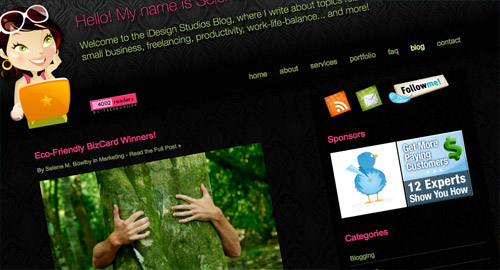 Hello! My name is Selen
Welcome to the iDesign Studios Blog, where I write about topics
small business, freelancing, productivity, work-life-balance... and more!
home about services portfolio faq blog contact
4002 readers
BY FEEDBURNER
Follow me!
Eco-Friendly BizCard Winners!
By Selene M. Bowlby in Marketing - Read the Full Post »
Sponsors
Get More
Paying
Customers
$
12 Experts
Show You How
Categories
Blogging